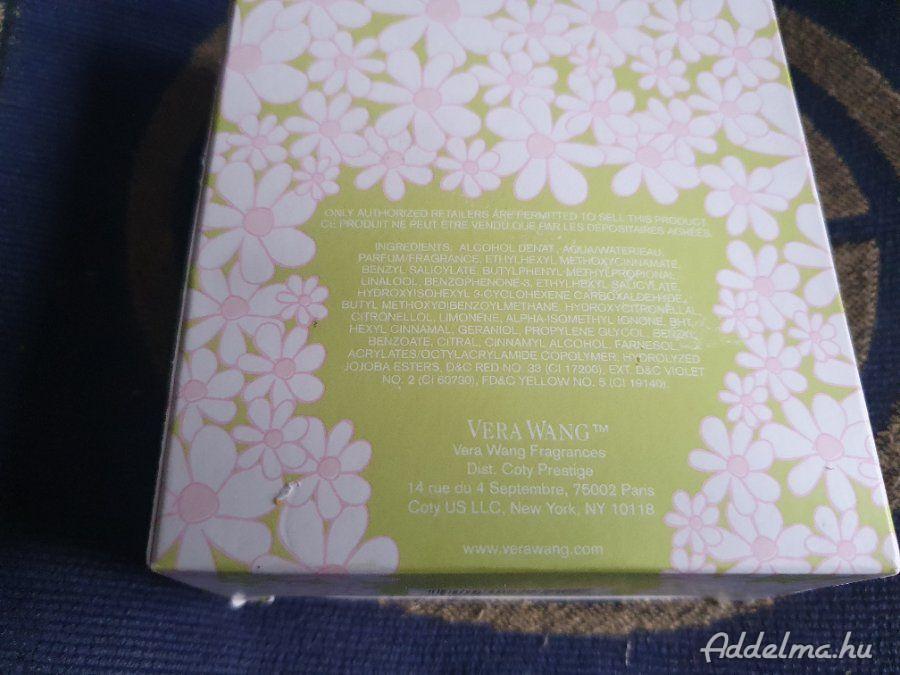 ONLY AUTHORIZED RETAILERS ARE PERMITTED TO SELL THIS PRODUCT.
CE PRODUIT NE PEUT ÊTRE VENDU QUE PAR LES DÉPOSITAIRES AGRÉÉS.
INGREDIENTS: ALCOHOL DENAT., AQUA/WATER/EAU,
PARFUM/FRAGRANCE, ETHYLHEXYL METHOXYCINNAMATE,
BENZYL SALICYLATE, BUTYLPHENYL METHYLPROPIONAL,
LINALOOL, BENZOPHENONE-3, ETHYLHEXYL SALICYLATE,
HYDROXYISOHEXYL 3-CYCLOHEXENE CARBOXALDEHYDE,
BUTYL METHOXYDIBENZOYLMETHANE, HYDROXYCITRONELLAL,
CITRONELLOL, LIMONENE, ALPHA-ISOMETHYL IONONE, BHT,
HEXYL CINNAMAL, GERANIOL, PROPYLENE GLYCOL, BENZYL
BENZOATE, CITRAL, CINNAMYL ALCOHOL, FARNESOL,
ACRYLATES/OCTYLACRYLAMIDE COPOLYMER, HYDROLYZED
JOJOBA ESTERS, D&C RED NO. 33 (CI 17200), EXT. D&C VIOLET
NO. 2 (CI 60730), FD&C YELLOW NO. 5 (CI 19140).
VERA WANG™
Vera Wang Fragrances
Dist. Coty Prestige
14 rue du 4 Septembre, 75002 Paris
Coty US LLC, New York, NY 10118
www.verawang.com
Addelma.hu